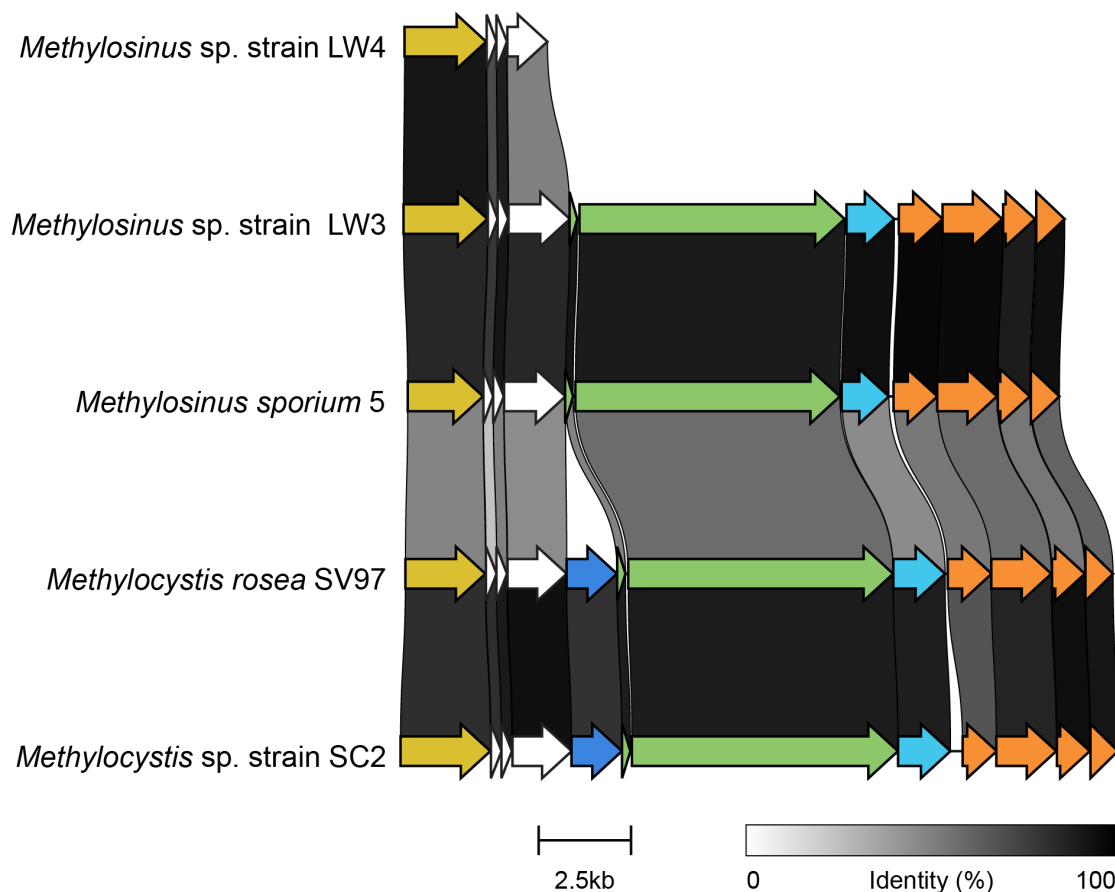 Methylosinus sp. strain LW4
Methylosinus sp. strain  LW3
Methylosinus sporium 5
Methylocystis rosea SV97
Methylocystis sp. strain SC2
2.5kb
0 Identity (%) 100